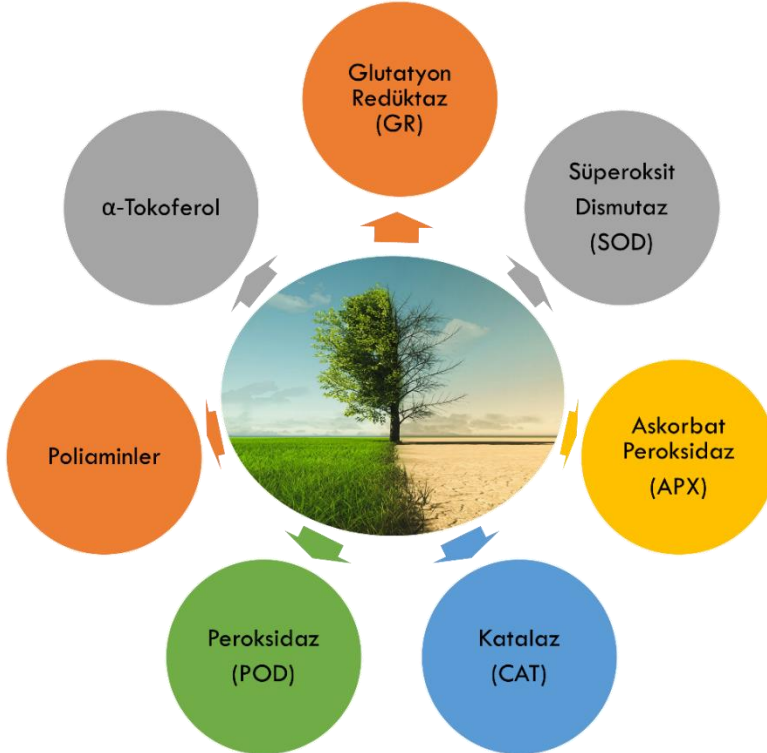 Glutatyon
Redüktaz
(GR)
Süperoksit
Dismutaz
(SOD)
Askorbat
Peroksidaz
(APX)
Katalaz
(CAT)
Peroksidaz
(POD)
Poliaminler
α-Tokoferol